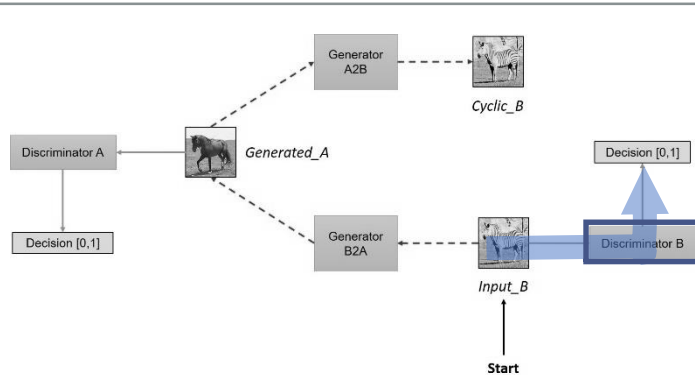 Generator
A2B
Cyclic_B
Discriminator A
Generated_A
Decision [0,1]
Decision [0,1]
Generator
B2A
Discriminator B
Input_B
Start